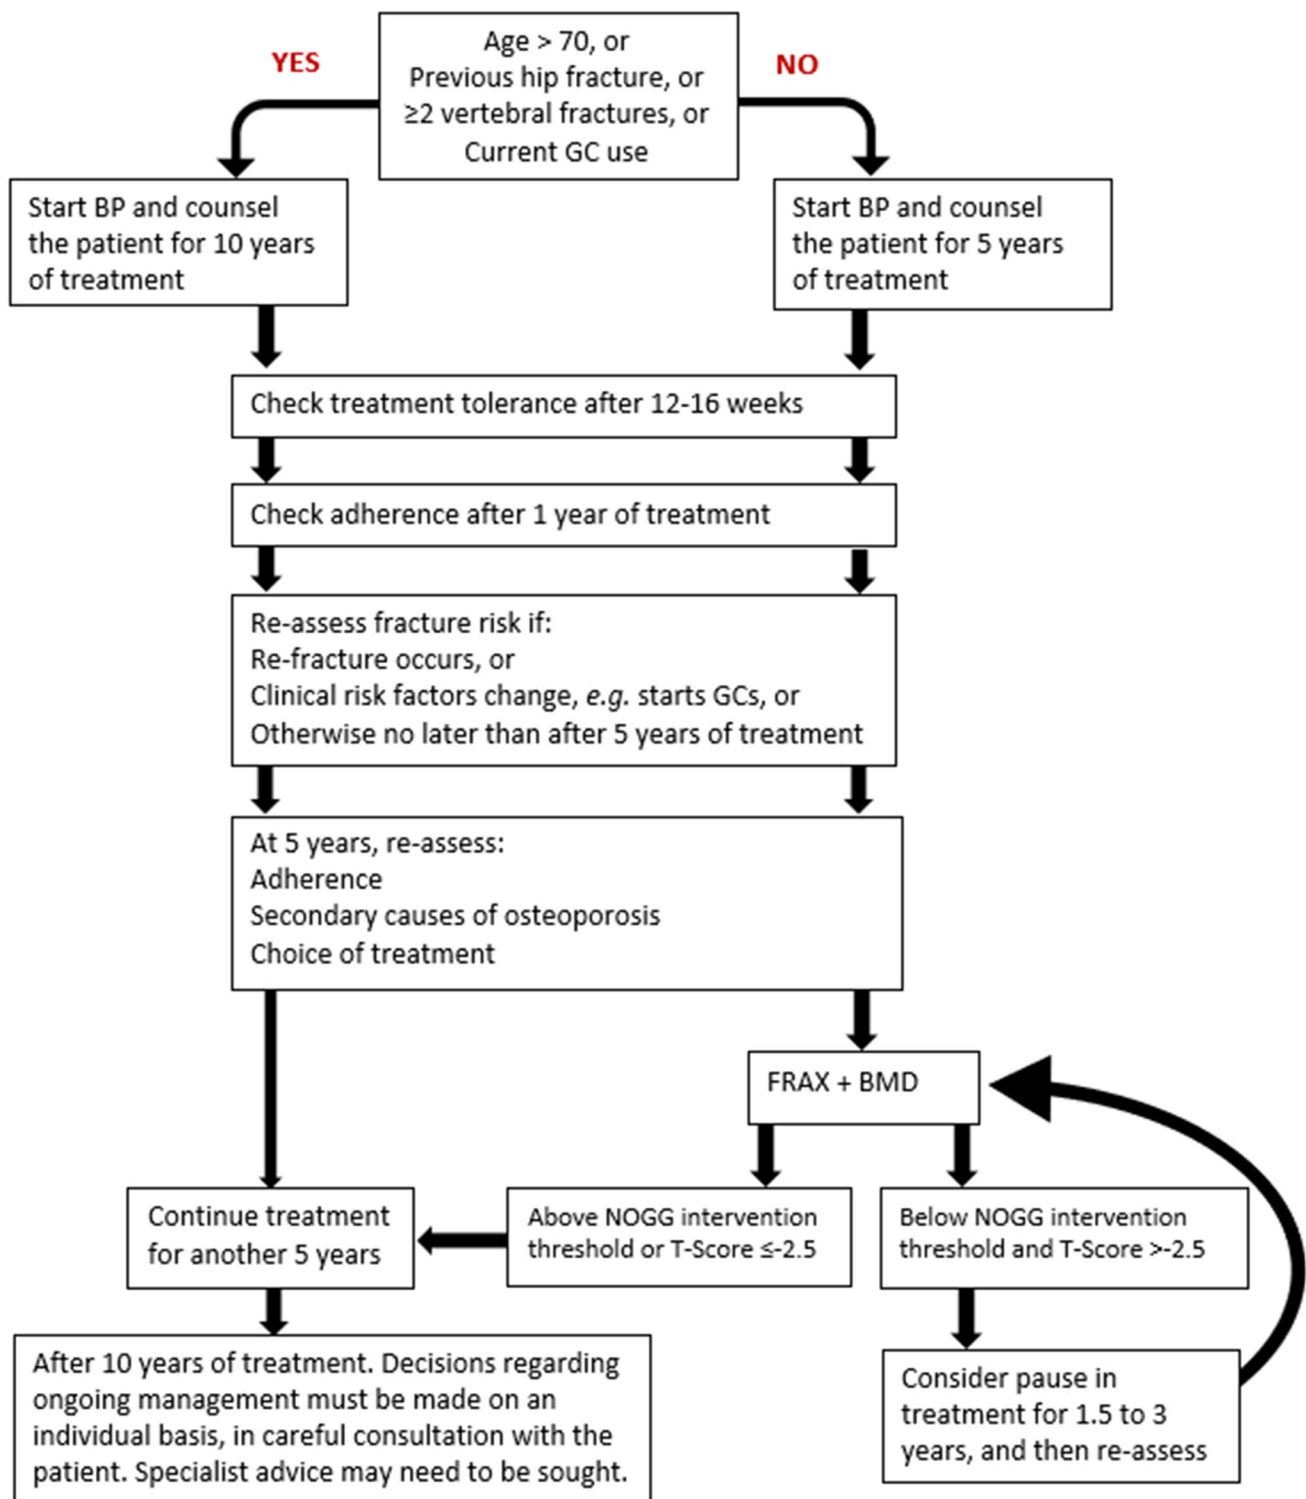 Age > 70, or
Previous hip fracture, or
≥2 vertebral fractures, or
Current GC use
YES
NO
Start BP and counsel
the patient for 10 years
of treatment
Start BP and counsel
the patient for 5 years
of treatment
Check treatment tolerance after 12-16 weeks
Check adherence after 1 year of treatment
Re-assess fracture risk if:
Re-fracture occurs, or
Clinical risk factors change, e.g. starts GCs, or
Otherwise no later than after 5 years of treatment
At 5 years, re-assess:
Adherence
Secondary causes of osteoporosis
Choice of treatment
FRAX + BMD
Continue treatment
for another 5 years
Above NOGG intervention
threshold or T-Score ≤-2.5
Below NOGG intervention
threshold and T-Score >-2.5
After 10 years of treatment. Decisions regarding
ongoing management must be made on an
individual basis, in careful consultation with the
patient. Specialist advice may need to be sought.
Consider pause in
treatment for 1.5 to 3
years, and then re-assess